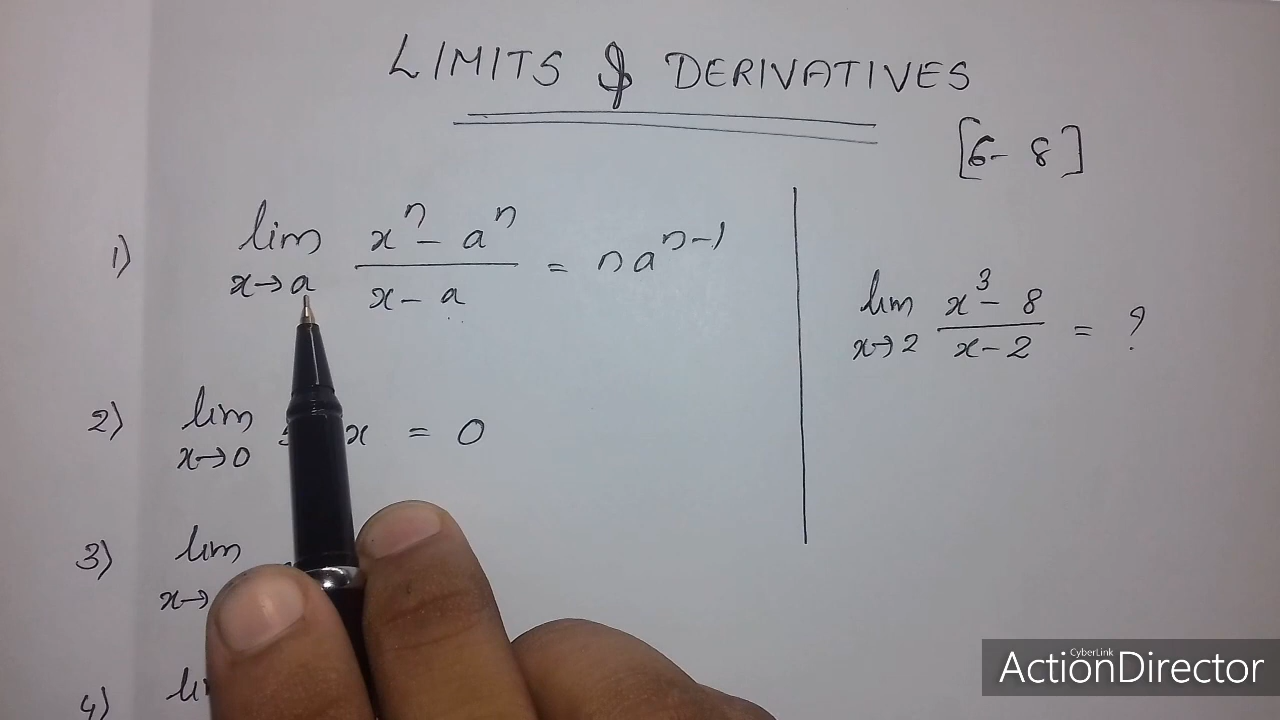 LIMITS & DERIVATIVES
[6- 8]
1) lim x→a (xⁿ - aⁿ)/(x - a) = naⁿ⁻¹
lim x→2 (x³ - 8)/(x - 2) = ?
2) lim x→0 x = 0
3) lim x→
4)
CyberLink
ActionDirector